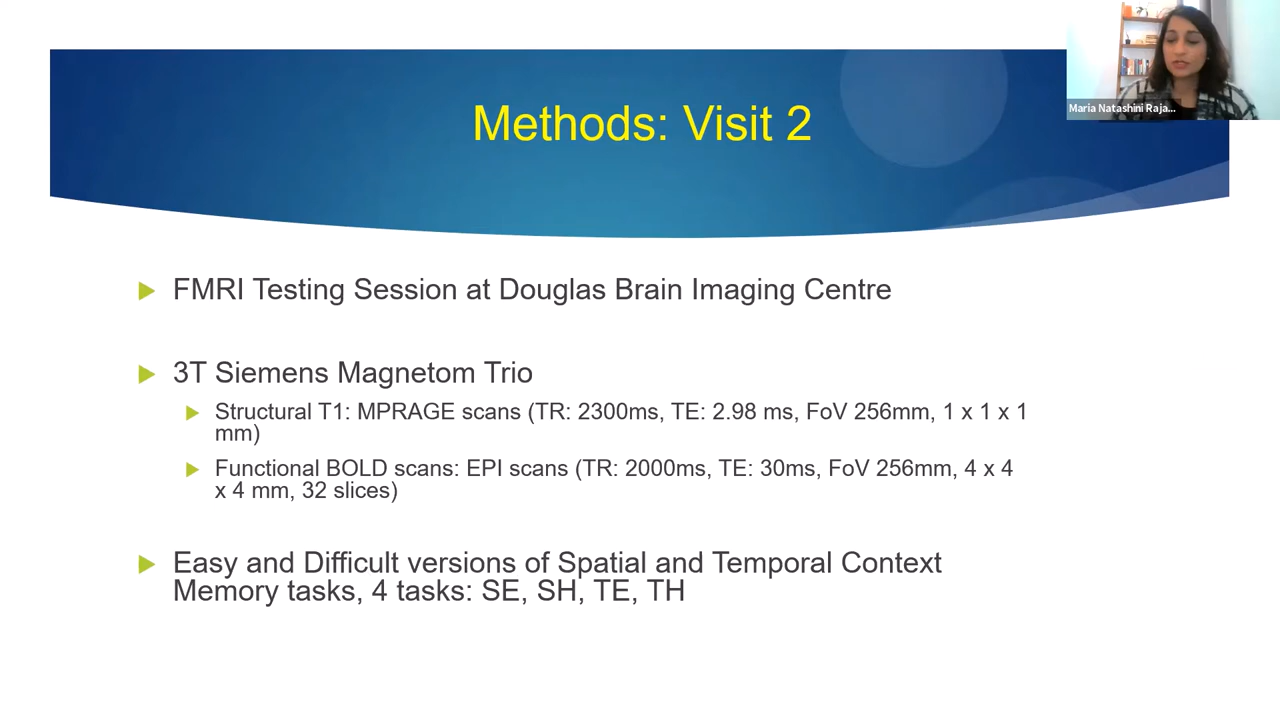 Methods: Visit 2
Maria Natashini Raja...
FMRI Testing Session at Douglas Brain Imaging Centre
3T Siemens Magnetom Trio
Structural T1: MPRAGE scans (TR: 2300ms, TE: 2.98 ms, FoV 256mm, 1 x 1 x 1
mm)
Functional BOLD scans: EPI scans (TR: 2000ms, TE: 30ms, FoV 256mm, 4 x 4
x 4 mm, 32 slices)
Easy and Difficult versions of Spatial and Temporal Context
Memory tasks, 4 tasks: SE, SH, TE, TH